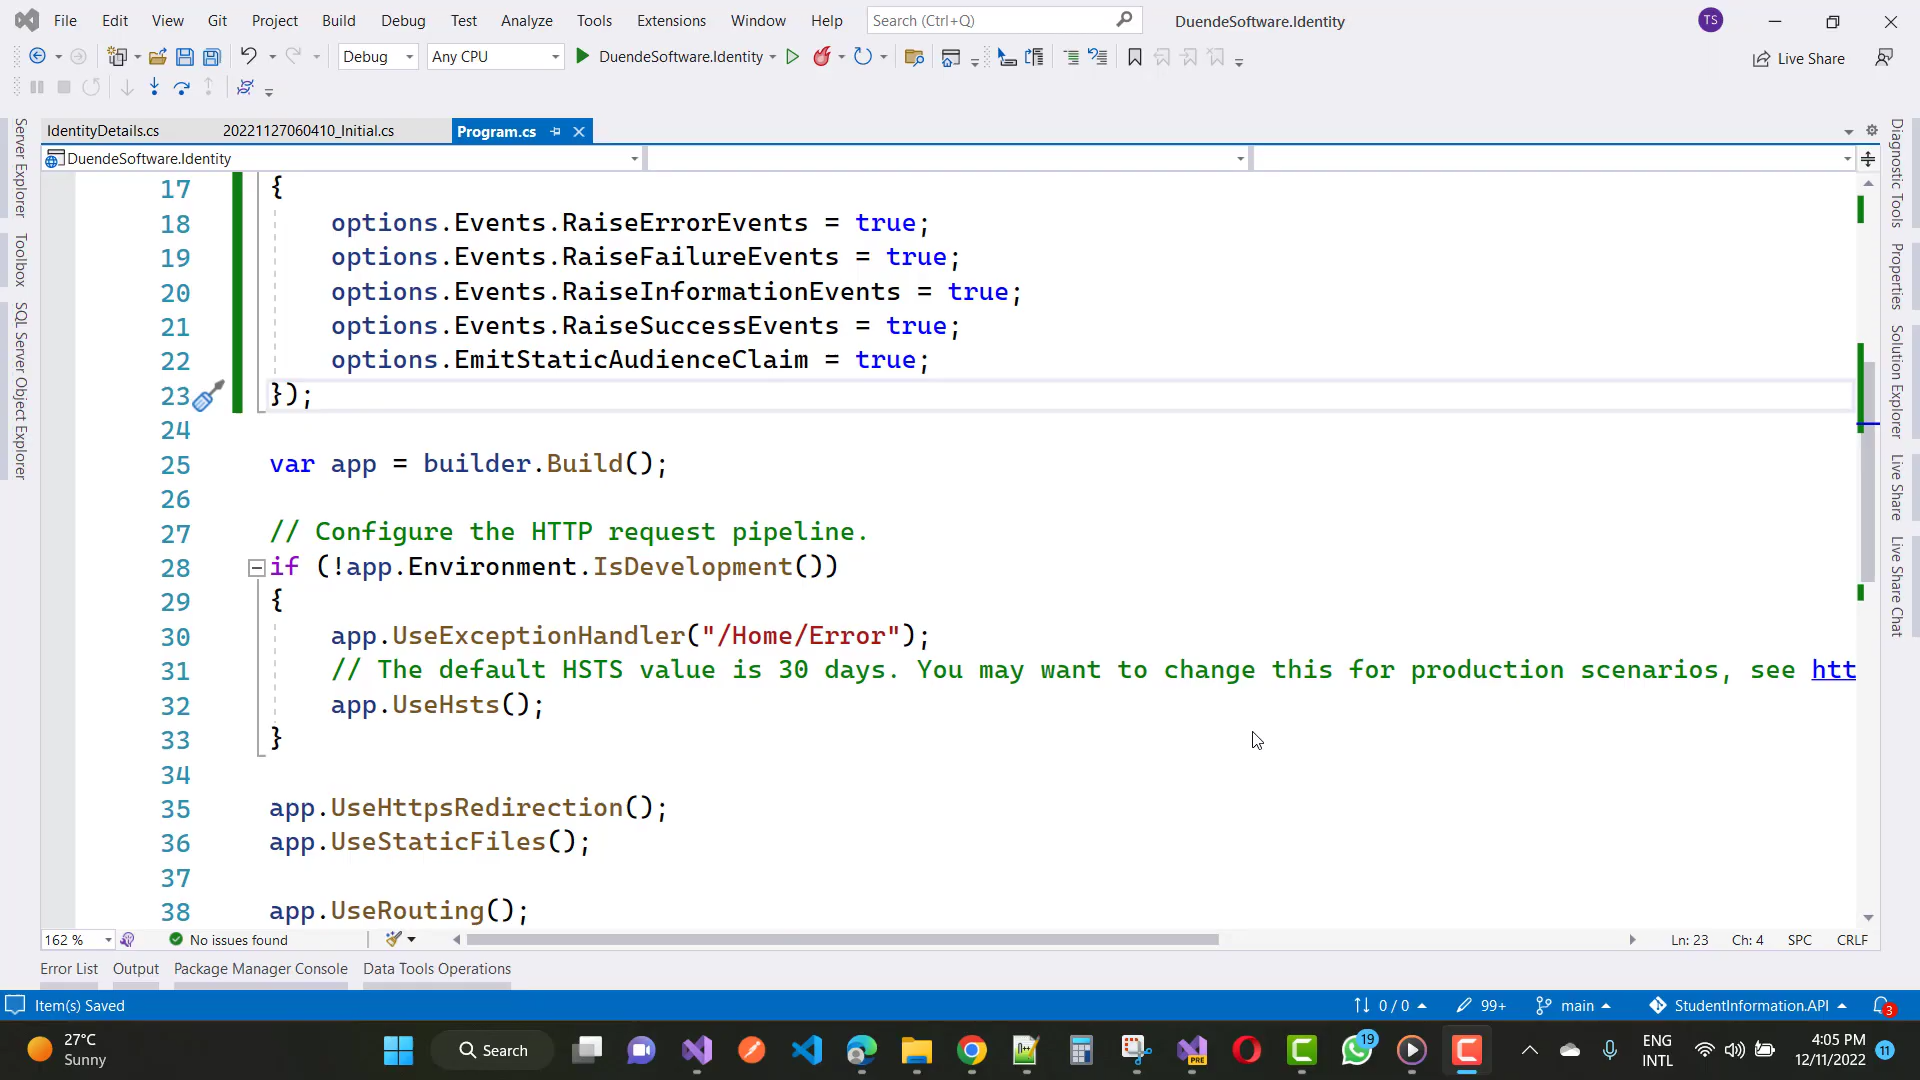 File Edit View Git Project Build Debug Test Analyze Tools Extensions Window Help Search (Ctrl+Q) DuendeSoftware.Identity TS
Debug Any CPU DuendeSoftware.Identity Live Share
IdentityDetails.cs 20221127060410_Initial.cs Program.cs
DuendeSoftware.Identity
Server Explorer
Toolbox
SQL Server Object Explorer
17 {
18 options.Events.RaiseErrorEvents = true;
19 options.Events.RaiseFailureEvents = true;
20 options.Events.RaiseInformationEvents = true;
21 options.Events.RaiseSuccessEvents = true;
22 options.EmitStaticAudienceClaim = true;
23 });
24
25 var app = builder.Build();
26
27 // Configure the HTTP request pipeline.
28 if (!app.Environment.IsDevelopment())
29 {
30 app.UseExceptionHandler("/Home/Error");
31 // The default HSTS value is 30 days. You may want to change this for production scenarios, see htt
32 app.UseHsts();
33 }
34
35 app.UseHttpsRedirection();
36 app.UseStaticFiles();
37
38 app.UseRouting();
Diagnostic Tools
Properties
Solution Explorer
Live Share
Live Share Chat
162 % No issues found Ln: 23 Ch: 4 SPC CRLF
Error List Output Package Manager Console Data Tools Operations
Item(s) Saved 0 / 0 99+ main StudentInformation.API 3
27°C
Sunny
Search
PRE
19
ENG
INTL
4:05 PM
12/11/2022
11